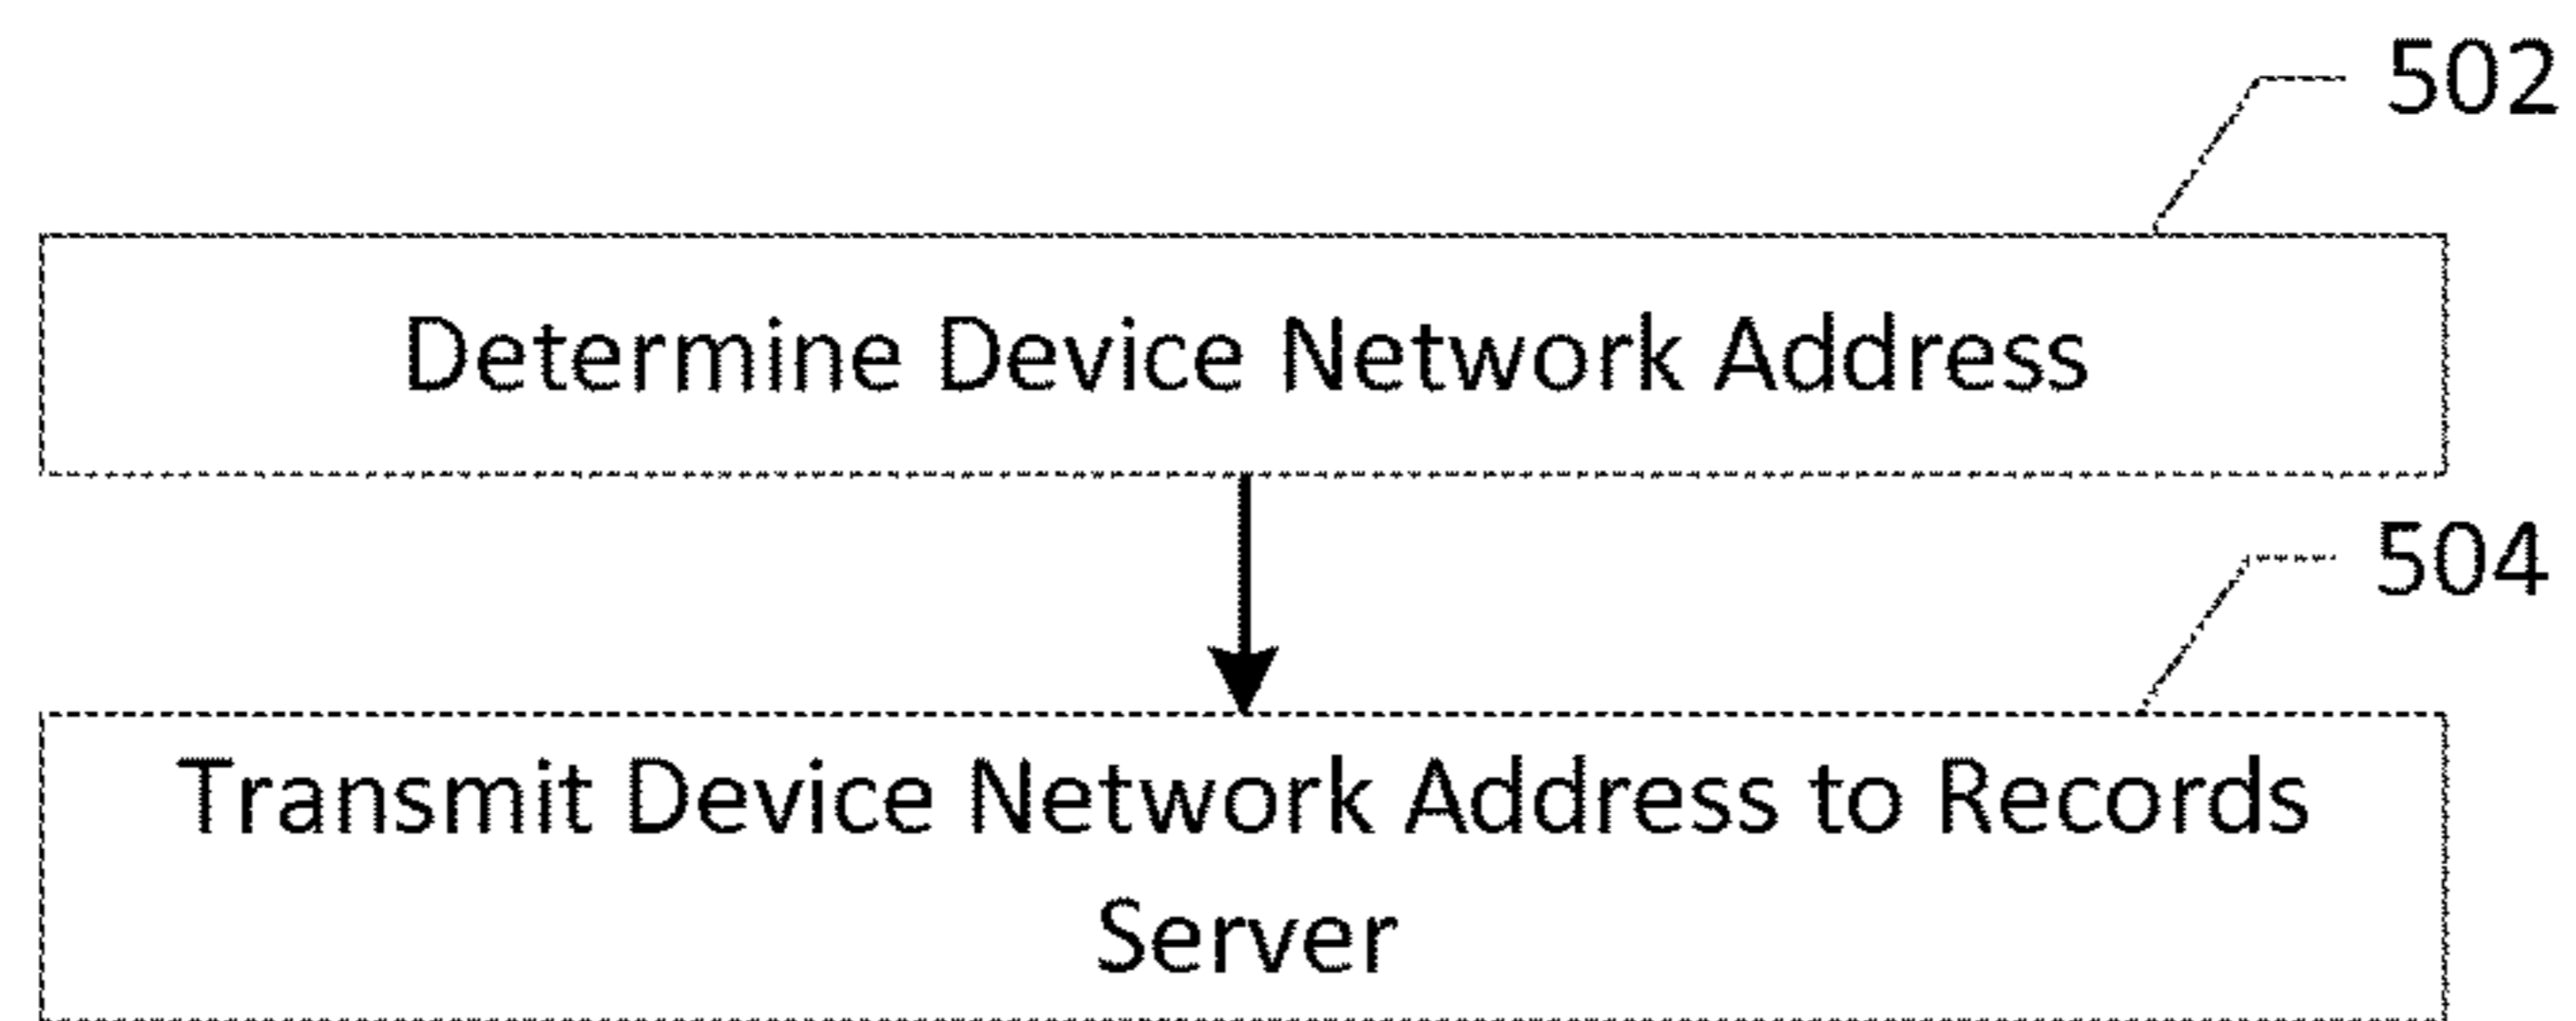 502
Determine Device Network Address
504
Transmit Device Network Address to Records
Server